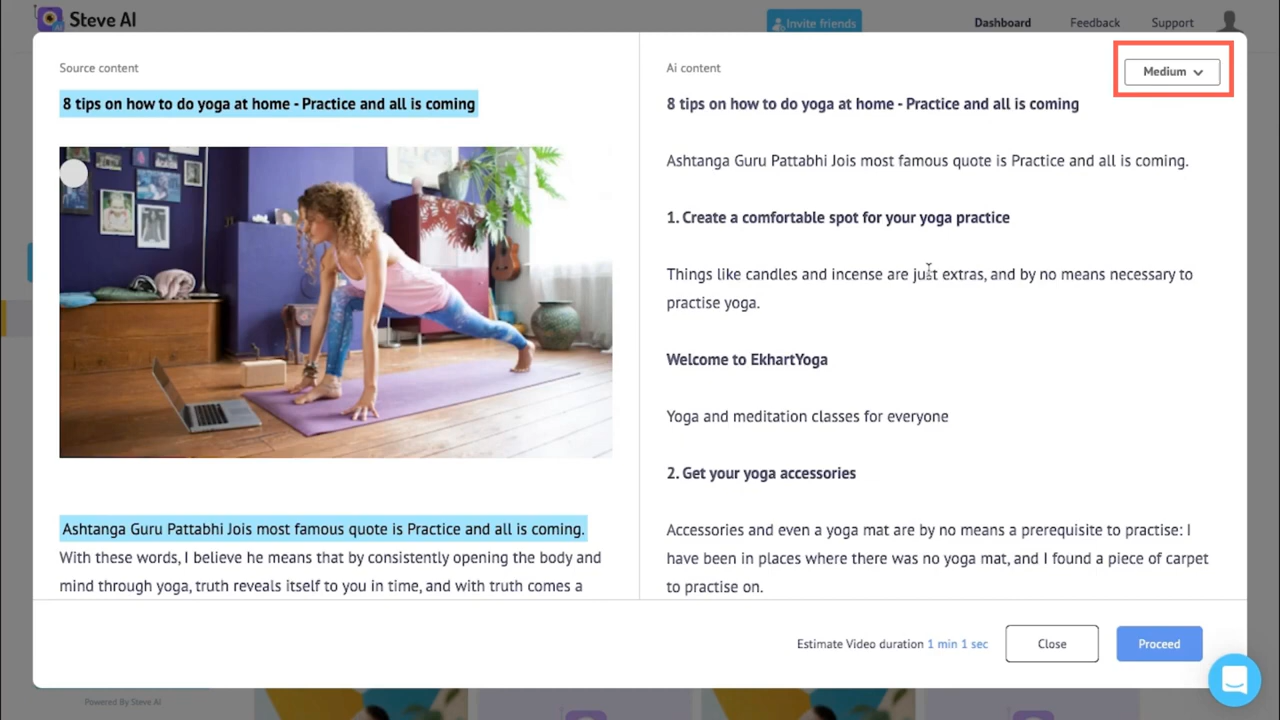 Steve AI
Invite friends
Dashboard
Feedback
Support
Source content
8 tips on how to do yoga at home - Practice and all is coming
Ashtanga Guru Pattabhi Jois most famous quote is Practice and all is coming.
With these words, I believe he means that by consistently opening the body and
mind through yoga, truth reveals itself to you in time, and with truth comes a
Ai content
Medium
8 tips on how to do yoga at home - Practice and all is coming
Ashtanga Guru Pattabhi Jois most famous quote is Practice and all is coming.
1. Create a comfortable spot for your yoga practice
Things like candles and incense are just extras, and by no means necessary to
practise yoga.
Welcome to EkhartYoga
Yoga and meditation classes for everyone
2. Get your yoga accessories
Accessories and even a yoga mat are by no means a prerequisite to practise: I
have been in places where there was no yoga mat, and I found a piece of carpet
to practise on.
Estimate Video duration 1 min 1 sec
Close
Proceed
Powered By Steve AI